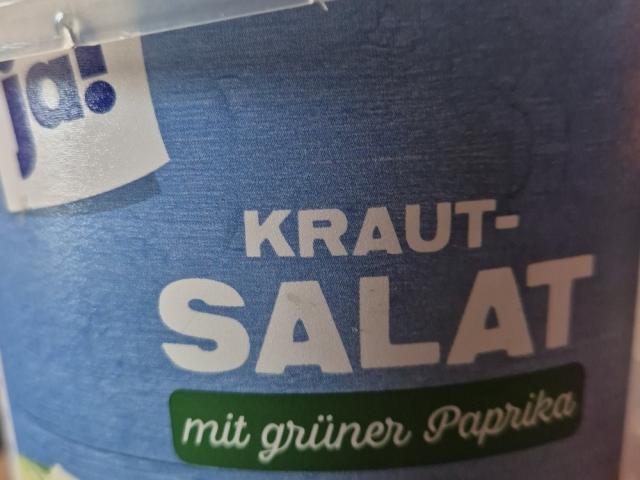 ja!
KRAUT-
SALAT
mit grüner Paprika